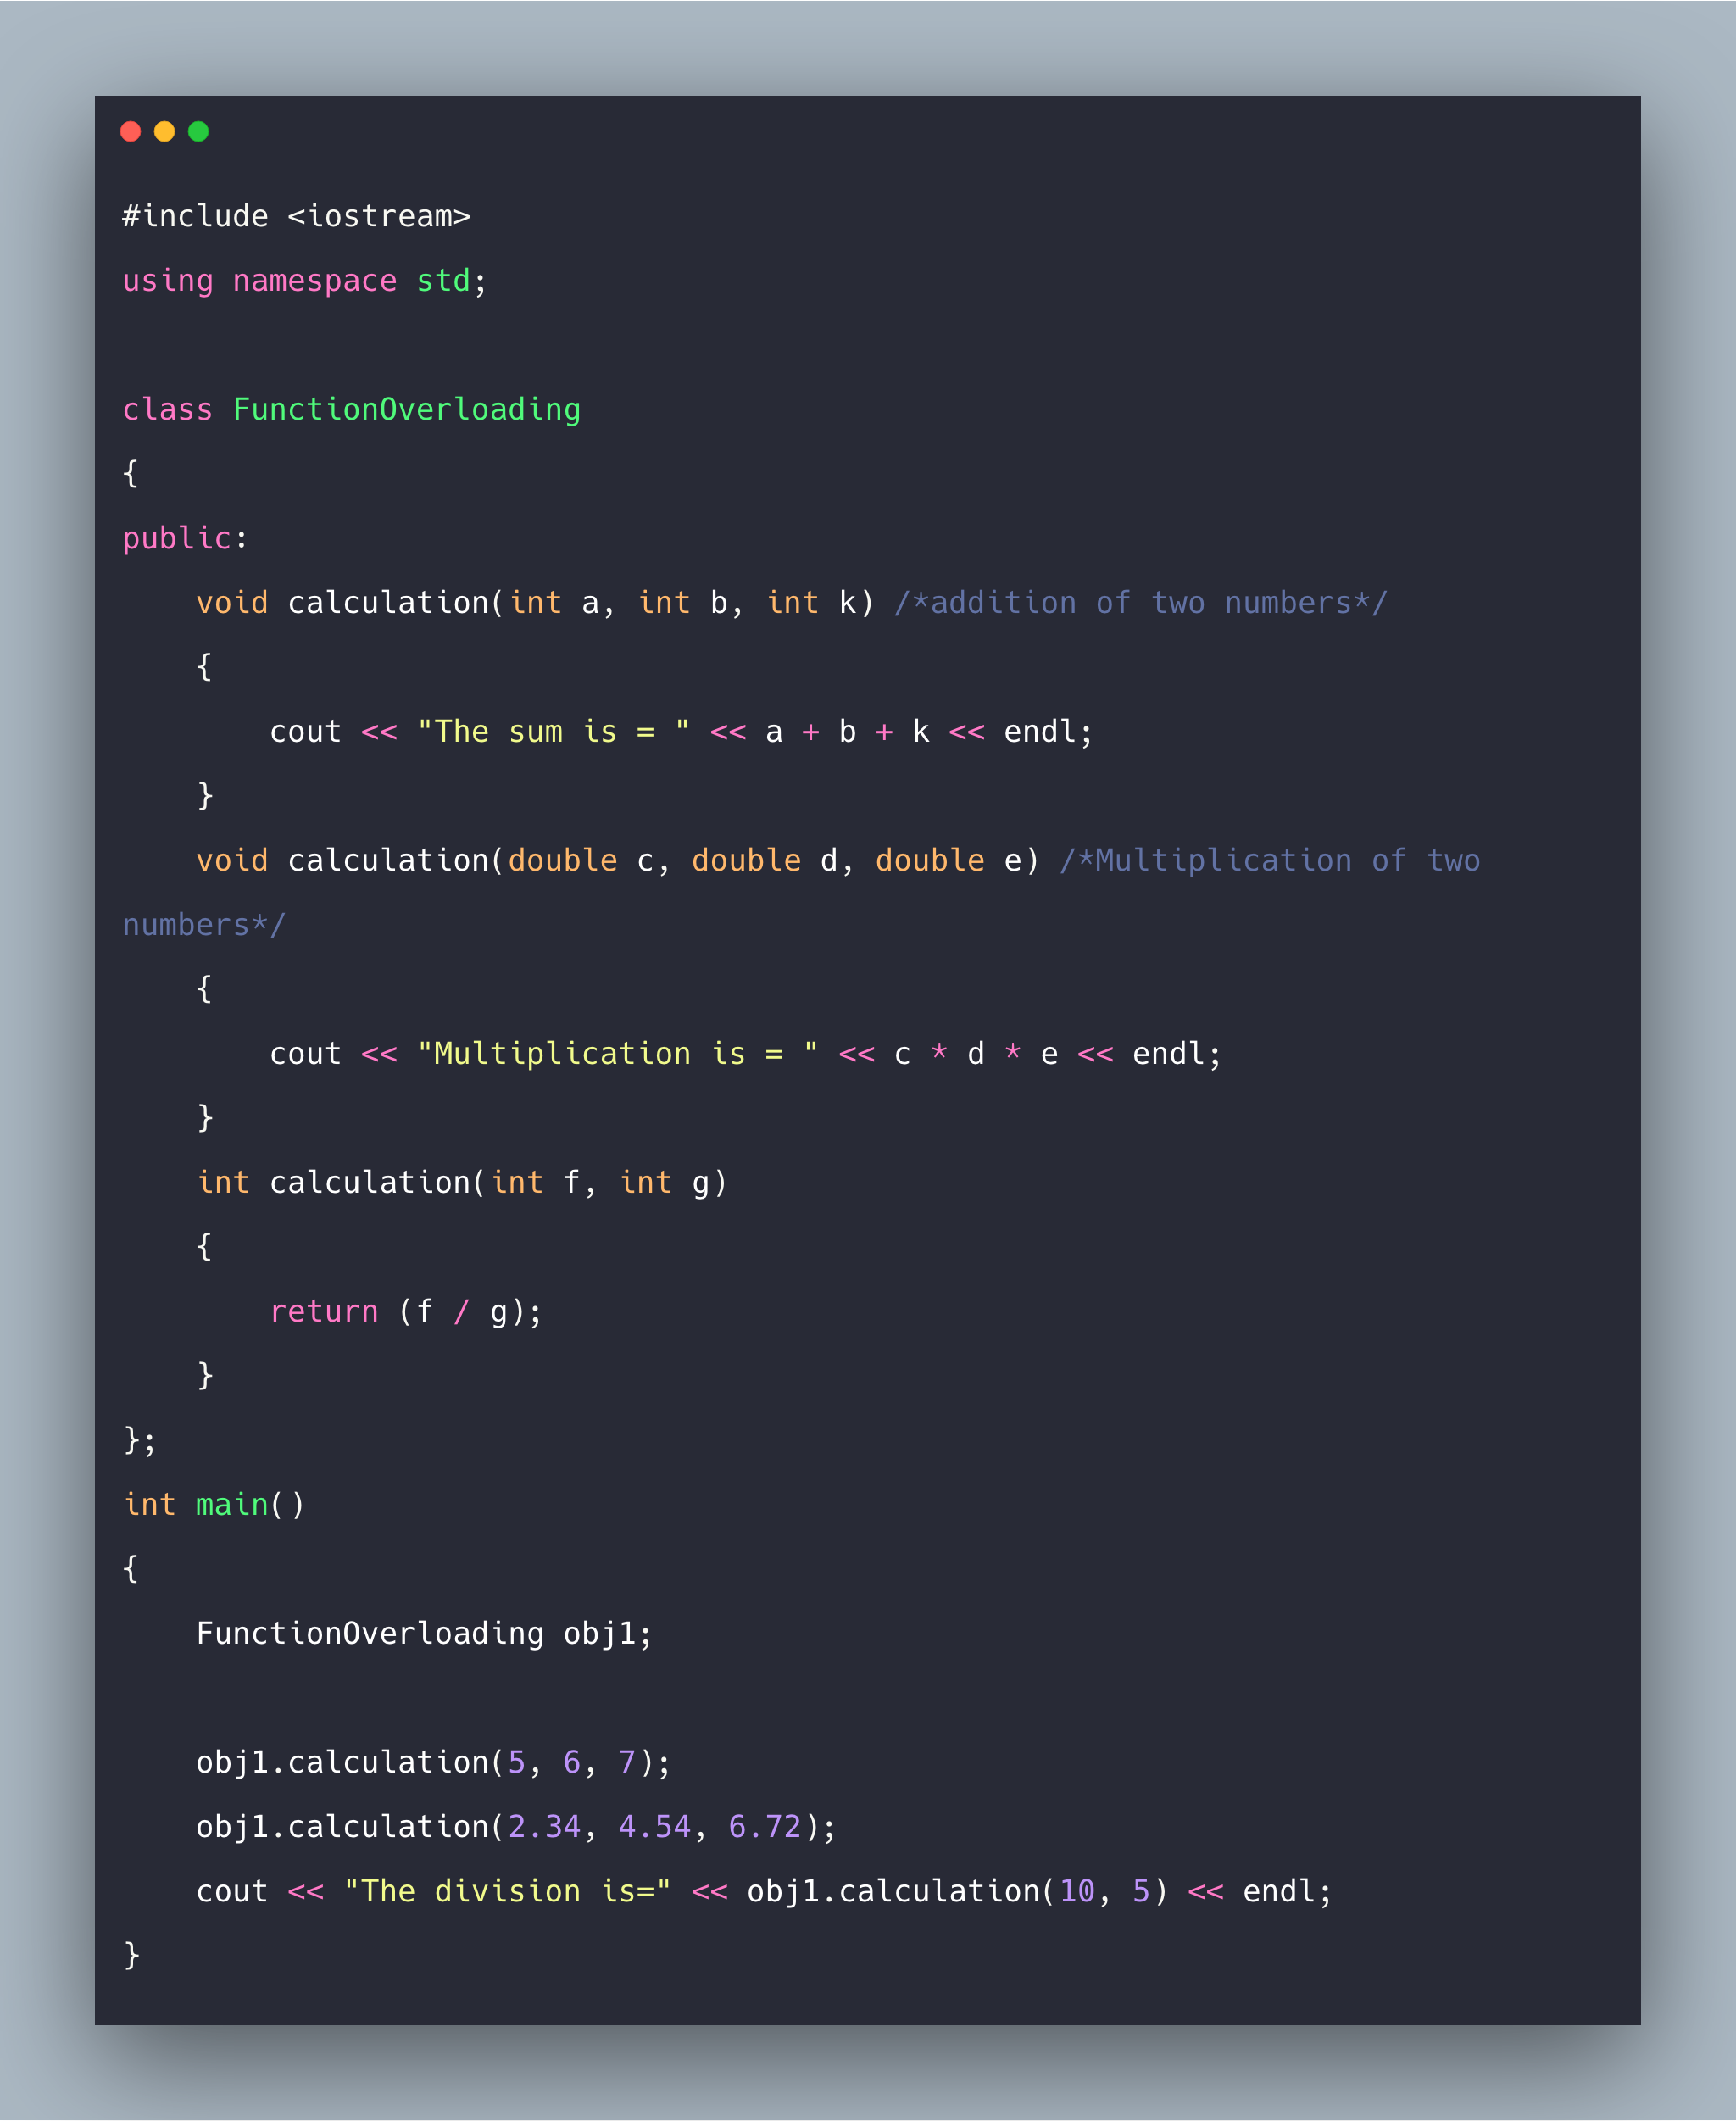 #include <iostream>
using namespace std;

class FunctionOverloading
{
public:
    void calculation(int a, int b, int k) /*addition of two numbers*/
    {
        cout << "The sum is = " << a + b + k << endl;
    }
    void calculation(double c, double d, double e) /*Multiplication of two
numbers*/
    {
        cout << "Multiplication is = " << c * d * e << endl;
    }
    int calculation(int f, int g)
    {
        return (f / g);
    }
};
int main()
{
    FunctionOverloading obj1;

    obj1.calculation(5, 6, 7);
    obj1.calculation(2.34, 4.54, 6.72);
    cout << "The division is=" << obj1.calculation(10, 5) << endl;
}